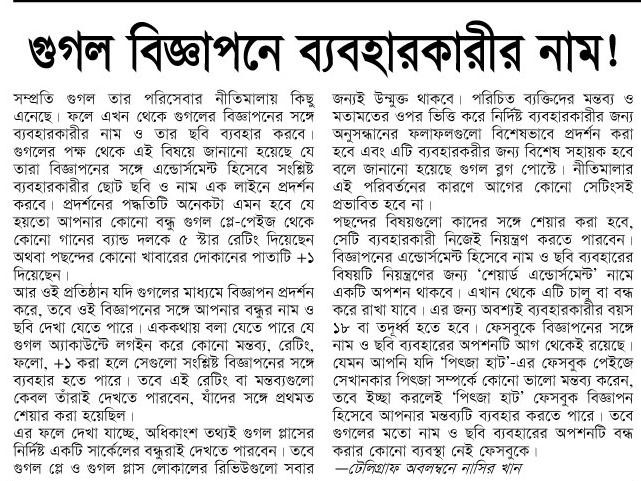 গুগল বিজ্ঞাপনে ব্যবহারকারীর নাম!
সম্প্রতি গুগল তার পরিসেবার নীতিমালায় কিছু
এনেছে। ফলে এখন থেকে গুগলের বিজ্ঞাপনের সঙ্গে
ব্যবহারকারীর নাম ও তার ছবি ব্যবহার করবে।
গুগলের পক্ষ থেকে এই বিষয়ে জানানো হয়েছে যে
তারা বিজ্ঞাপনের সঙ্গে এন্ডোর্সমেন্ট হিসেবে সংশ্লিষ্ট
ব্যবহারকারীর ছোট ছবি ও নাম এক লাইনে প্রদর্শন
করবে। প্রদর্শনের পদ্ধতিটি অনেকটা এমন হবে যে
হয়তো আপনার কোনো বন্ধু গুগল প্লে-পেইজ থেকে
কোনো গানের ব্যান্ড দলকে ৫ স্টার রেটিং দিয়েছেন
অথবা পছন্দের কোনো খাবারের দোকানের পাতাটি +১
দিয়েছেন।
আর ওই প্রতিষ্ঠান যদি গুগলের মাধ্যমে বিজ্ঞাপন প্রদর্শন
করে, তবে ওই বিজ্ঞাপনের সঙ্গে আপনার বন্ধুর নাম ও
ছবি দেখা যেতে পারে। এককথায় বলা যেতে পারে যে
গুগল অ্যাকাউন্টে লগইন করে কোনো মন্তব্য, রেটিং,
ফলো, +১ করা হলে সেগুলো সংশ্লিষ্ট বিজ্ঞাপনের সঙ্গে
ব্যবহার হতে পারে। তবে এই রেটিং বা মন্তব্যগুলো
কেবল তাঁরাই দেখতে পারবেন, যাঁদের সঙ্গে প্রথমত
শেয়ার করা হয়েছিল।
এর ফলে দেখা যাচ্ছে, অধিকাংশ তথ্যই গুগল প্লাসের
নির্দিষ্ট একটি সার্কেলের বন্ধুরাই দেখতে পারবেন। তবে
গুগল প্লে ও গুগল প্লাস লোকালের রিভিউগুলো সবার
জন্যই উন্মুক্ত থাকবে। পরিচিত ব্যক্তিদের মন্তব্য ও
মতামতের ওপর ভিত্তি করে নির্দিষ্ট ব্যবহারকারীর জন্য
অনুসন্ধানের ফলাফলগুলো বিশেষভাবে প্রদর্শন করা
হবে এবং এটি ব্যবহারকরীর জন্য বিশেষ সহায়ক হবে
বলে জানানো হয়েছে গুগল ব্লগ পোস্টে। নীতিমালার
এই পরিবর্তনের কারণে আগের কোনো সেটিংসই
প্রভাবিত হবে না।
পছন্দের বিষয়গুলো কাদের সঙ্গে শেয়ার করা হবে,
সেটি ব্যবহারকারী নিজেই নিয়ন্ত্রণ করতে পারবেন।
বিজ্ঞাপনের এন্ডোর্সমেন্ট হিসেবে নাম ও ছবি ব্যবহারের
বিষয়টি নিয়ন্ত্রণের জন্য ‘শেয়ার্ড এন্ডোর্সমেন্ট’ নামে
একটি অপশন থাকবে। এখান থেকে এটি চালু বা বন্ধ
করে রাখা যাবে। এর জন্য অবশ্যই ব্যবহারকারীর বয়স
১৮ বা তদূর্ধ্ব হতে হবে। ফেসবুকে বিজ্ঞাপনের সঙ্গে
নাম ও ছবি ব্যবহারের অপশনটি আগ থেকেই রয়েছে।
যেমন আপনি যদি ‘পিৎজা হাট’-এর ফেসবুক পেইজে
সেখানকার পিৎজা সম্পর্কে কোনো ভালো মন্তব্য করেন,
তবে ইচ্ছা করলেই ‘পিৎজা হাট’ ফেসবুক বিজ্ঞাপন
হিসেবে আপনার মন্তব্যটি ব্যবহার করতে পারে। তবে
গুগলের মতো নাম ও ছবি ব্যবহারের অপশনটি বন্ধ
করার কোনো ব্যবস্থা নেই ফেসবুকে।
—টেলিগ্রাফ অবলম্বনে নাসির খান